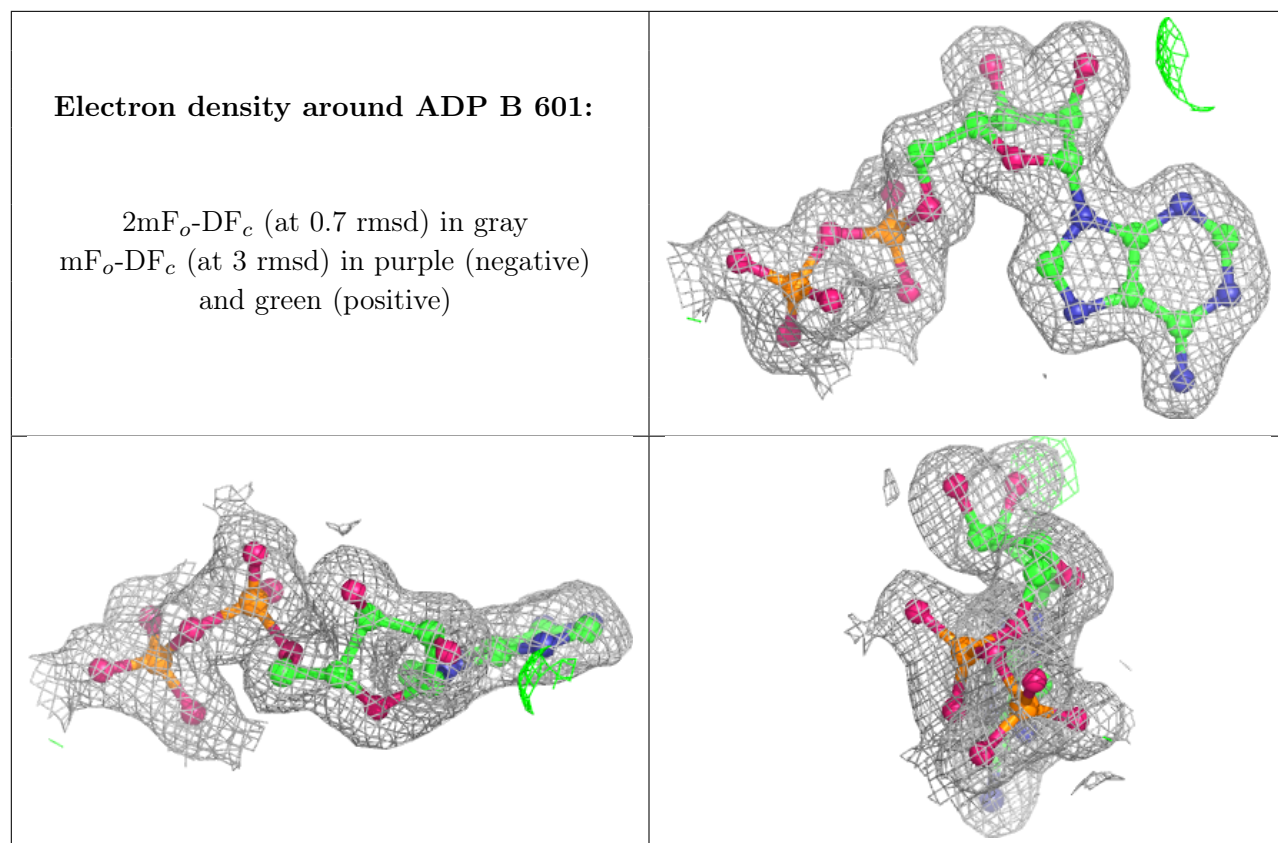 Electron density around ADP B 601:
2mFo-DFc (at 0.7 rmsd) in gray
mFo-DFc (at 3 rmsd) in purple (negative)
and green (positive)